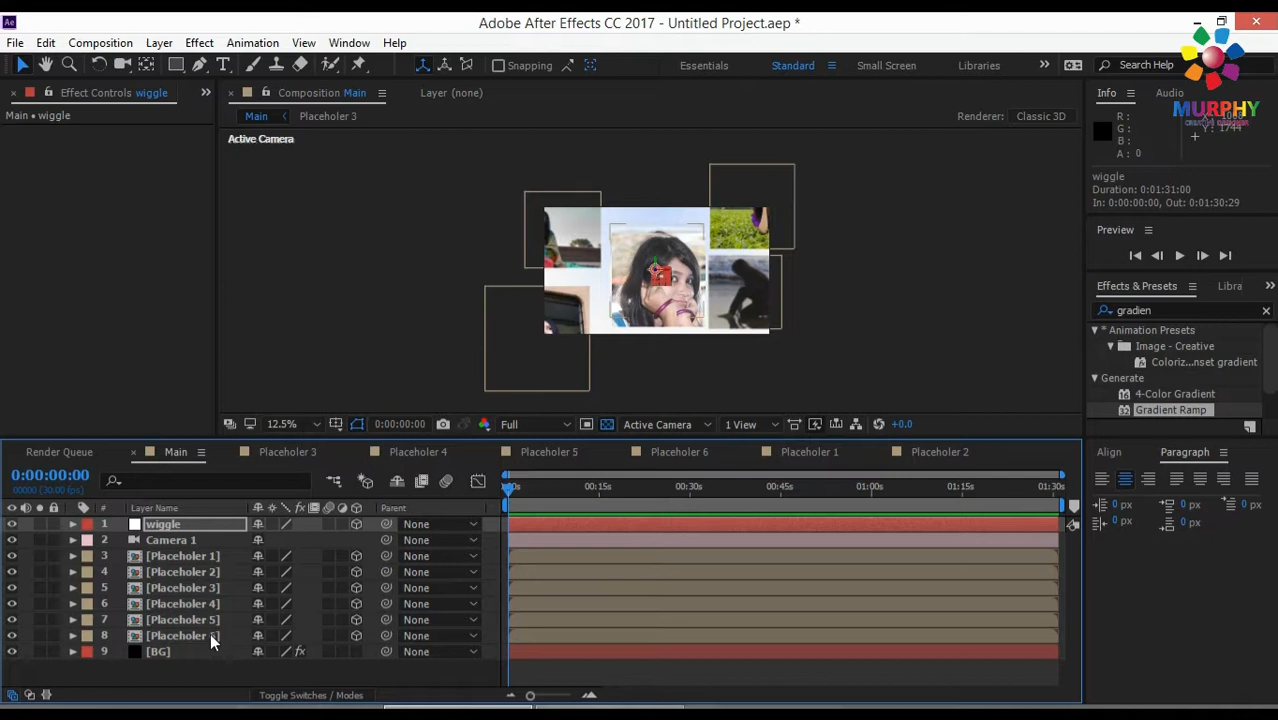 Adobe After Effects CC 2017 - Untitled Project.aep *
File Edit Composition Layer Effect Animation View Window Help
Snapping Essentials Standard Small Screen Libraries Search Help
MURPHY
CREATIVE DESIGNER
Effect Controls wiggle
Main • wiggle
Composition Main
Layer (none)
Main Placeholer 3
Renderer: Classic 3D
Active Camera
12.5% 0:00:00:00 Full Active Camera 1 View +0.0
Info Audio
R :
G :
B :
A : 0
Y: 1744
wiggle
Duration: 0:01:31:00
In: 0:00:00:00, Out: 0:01:30:29
Preview
Effects & Presets Libra
gradien
* Animation Presets
Image - Creative
Coloriz...nset gradient
Generate
4-Color Gradient
Gradient Ramp
Align Paragraph
0 px 0 px 0 px
0 px 0 px
Render Queue Main Placeholer 3 Placeholer 4 Placeholer 5 Placeholer 6 Placeholer 1 Placeholer 2
0:00:00:00
00000 (30.00 fps)
00:15s 00:30s 00:45s 01:00s 01:15s 01:30s
# Layer Name Parent
1 wiggle None
2 Camera 1 None
3 [Placeholer 1] None
4 [Placeholer 2] None
5 [Placeholer 3] None
6 [Placeholer 4] None
7 [Placeholer 5] None
8 [Placeholer None
9 [BG] None
Toggle Switches / Modes